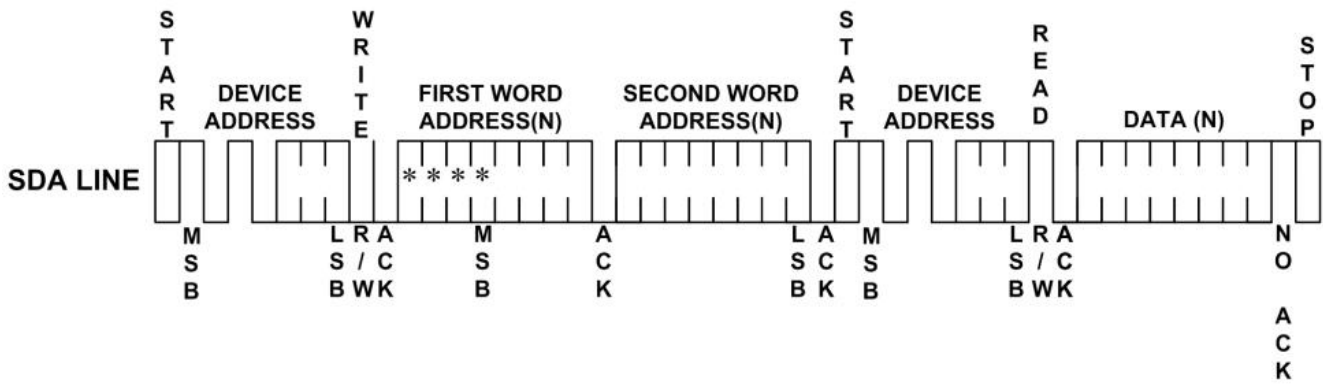 START
WRITE
START
READ
STOP
DEVICE
ADDRESS
FIRST WORD
ADDRESS(N)
SECOND WORD
ADDRESS(N)
DEVICE
ADDRESS
DATA (N)
SDA LINE
* * * *
MSB
LSB
R/W
ACK
MSB
ACK
LSB
ACK
MSB
LSB
R/W
ACK
NO ACK